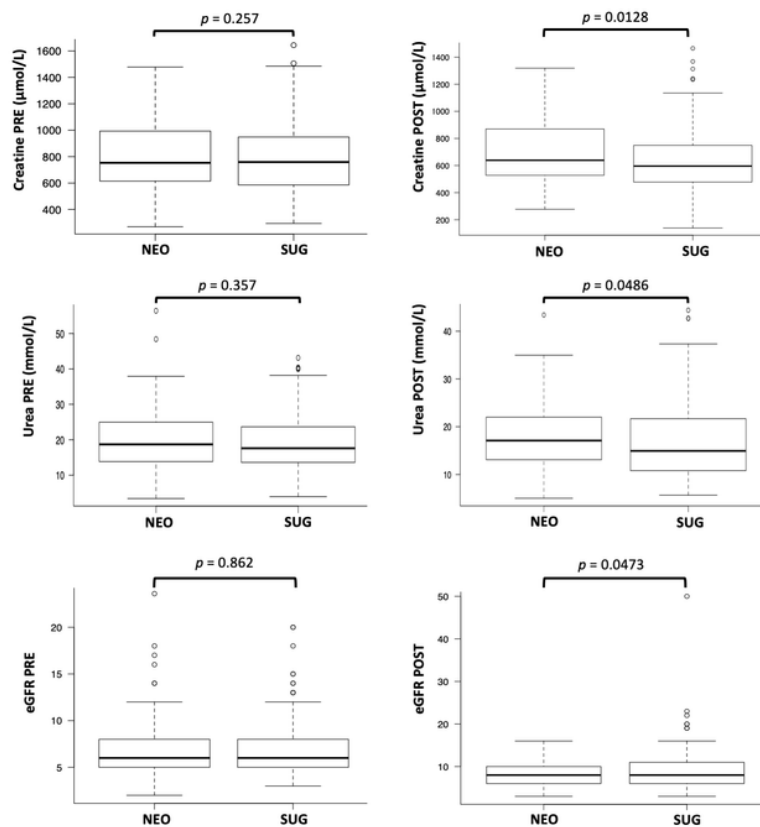 p = 0.257
Creatine PRE (µmol/L)
1600
1400
1200
1000
800
600
400
NEO SUG
p = 0.0128
Creatine POST (µmol/L)
1400
1200
1000
800
600
400
200
NEO SUG
p = 0.357
Urea PRE (mmol/L)
50
40
30
20
10
NEO SUG
p = 0.0486
Urea POST (mmol/L)
40
30
20
10
NEO SUG
p = 0.862
eGFR PRE
20
15
10
5
NEO SUG
p = 0.0473
eGFR POST
50
40
30
20
10
NEO SUG